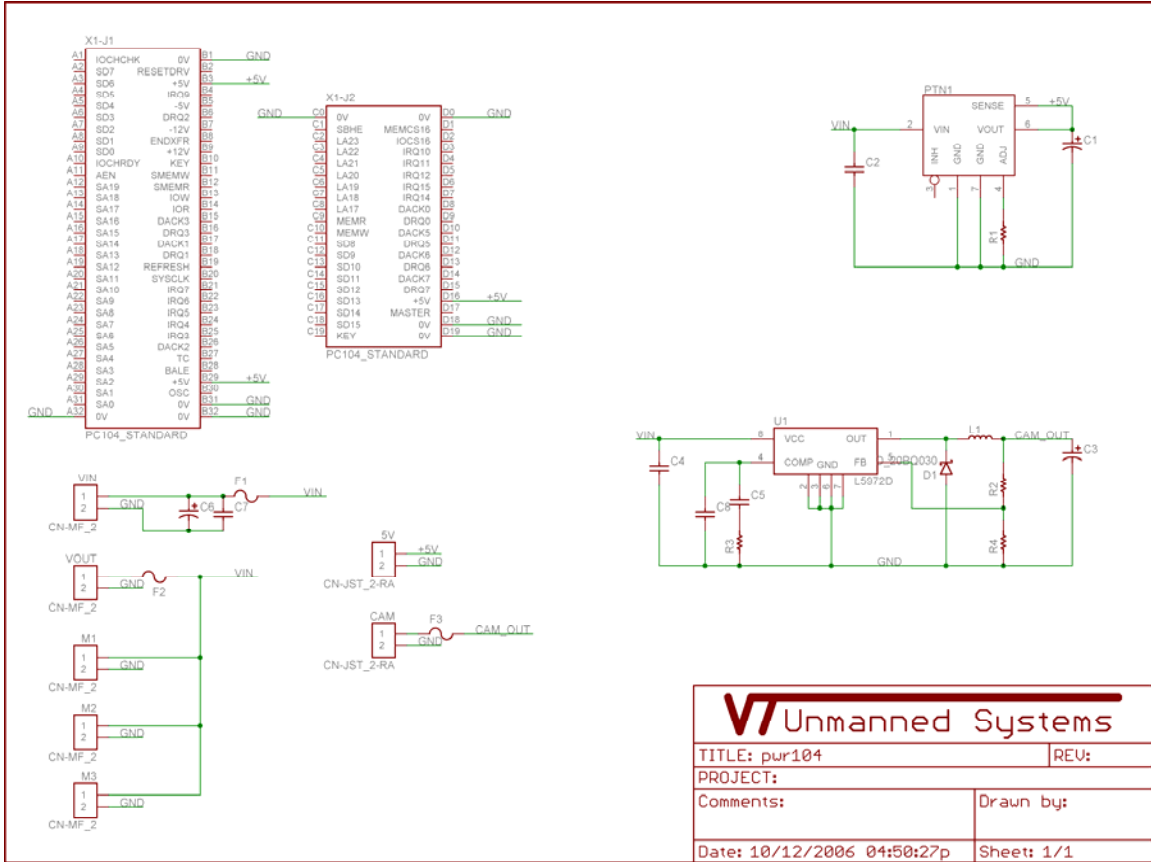 X1-J1
A1 IOCHCHK 0V B1 GND
A2 SD7 RESETDRV B2
A3 SD6 +5V B3 +5V
A4 SD5 IRQ9 B4
A5 SD4 -5V B5
A6 SD3 DRQ2 B6
A7 SD2 -12V B7
A8 SD1 ENDXFR B8
A9 SD0 +12V B9
A10 IOCHRDY KEY B10
A11 AEN SMEMW B11
A12 SA19 SMEMR B12
A13 SA18 IOW B13
A14 SA17 IOR B14
A15 SA16 DACK3 B15
A16 SA15 DRQ3 B16
A17 SA14 DACK1 B17
A18 SA13 DRQ1 B18
A19 SA12 REFRESH B19
A20 SA11 SYSCLK B20
A21 SA10 IRQ7 B21
A22 SA9 IRQ6 B22
A23 SA8 IRQ5 B23
A24 SA7 IRQ4 B24
A25 SA6 IRQ3 B25
A26 SA5 DACK2 B26
A27 SA4 TC B27
A28 SA3 BALE B28
A29 SA2 +5V B29 +5V
A30 SA1 OSC B30
A31 SA0 0V B31 GND
GND A32 0V 0V B32 GND
PC104_STANDARD
X1-J2
GND C0 0V 0V D0 GND
C1 SBHE MEMCS16 D1
C2 LA23 IOCS16 D2
C3 LA22 IRQ10 D3
C4 LA21 IRQ11 D4
C5 LA20 IRQ12 D5
C6 LA19 IRQ15 D6
C7 LA18 IRQ14 D7
C8 LA17 DACK0 D8
C9 MEMR DRQ0 D9
C10 MEMW DACK5 D10
C11 SD8 DRQ5 D11
C12 SD9 DACK6 D12
C13 SD10 DRQ6 D13
C14 SD11 DACK7 D14
C15 SD12 DRQ7 D15
C16 SD13 +5V D16 +5V
C17 SD14 MASTER D17
C18 SD15 0V D18 GND
C19 KEY 0V D19 GND
PC104_STANDARD
PTN1
SENSE 5 +5V
VIN 2 VIN VOUT 6
C1
C2
INH GND GND ADJ
3 1 7 4
R1
GND
U1
VIN 8 VCC OUT 1 L1 CAM_OUT
C3
C4
4 COMP GND FB 5 D_20BQ030
D1
L5972D
2 3 6 7
C5
C8
R2
R3
R4
GND
VIN
1
2
GND
F1
VIN
C6 C7
CN-MF_2
VOUT
1
2
GND
F2
VIN
CN-MF_2
M1
1
2 GND
CN-MF_2
M2
1
2 GND
CN-MF_2
M3
1
2 GND
CN-MF_2
5V
1 +5V
2 GND
CN-JST_2-RA
CAM
F3
1 CAM_OUT
2 GND
CN-JST_2-RA
VT Unmanned Systems
TITLE: pwr104 REV:
PROJECT:
Comments: Drawn by:
Date: 10/12/2006 04:50:27p Sheet: 1/1